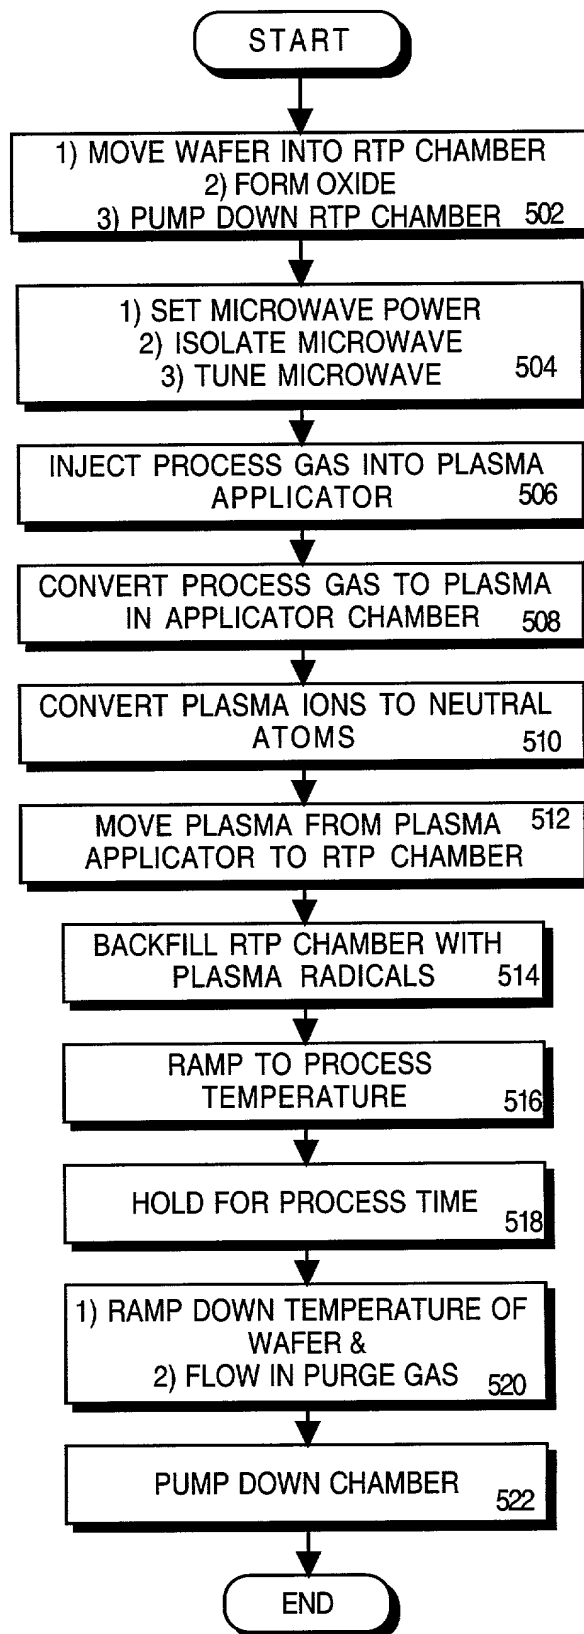 START
1) MOVE WAFER INTO RTP CHAMBER
2) FORM OXIDE
3) PUMP DOWN RTP CHAMBER 502
1) SET MICROWAVE POWER
2) ISOLATE MICROWAVE
3) TUNE MICROWAVE 504
INJECT PROCESS GAS INTO PLASMA
APPLICATOR 506
CONVERT PROCESS GAS TO PLASMA
IN APPLICATOR CHAMBER 508
CONVERT PLASMA IONS TO NEUTRAL
ATOMS 510
MOVE PLASMA FROM PLASMA 512
APPLICATOR TO RTP CHAMBER
BACKFILL RTP CHAMBER WITH
PLASMA RADICALS 514
RAMP TO PROCESS
TEMPERATURE 516
HOLD FOR PROCESS TIME 518
1) RAMP DOWN TEMPERATURE OF
WAFER &
2) FLOW IN PURGE GAS 520
PUMP DOWN CHAMBER 522
END